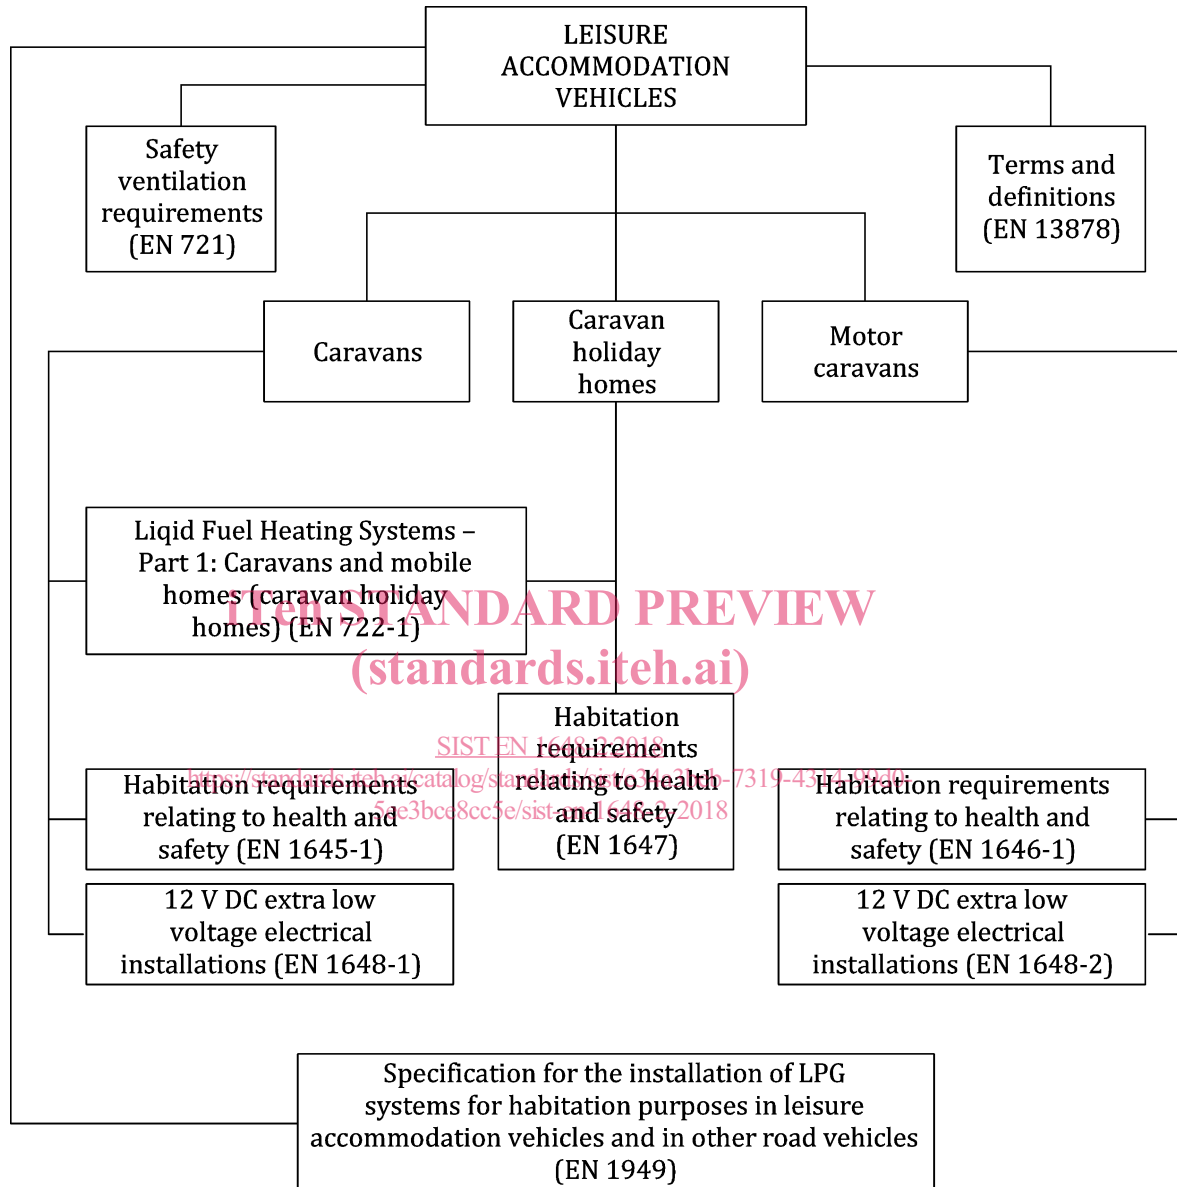 LEISURE
ACCOMMODATION
VEHICLES
Safety
ventilation
requirements
(EN 721)
Terms and
definitions
(EN 13878)
Caravans
Caravan
holiday
homes
Motor
caravans
Liqid Fuel Heating Systems –
Part 1: Caravans and mobile
homes (caravan holiday
homes) (EN 722-1)
iTeh STANDARD PREVIEW
(standards.iteh.ai)
Habitation
requirements
relating to health
and safety
(EN 1647)
SIST EN 1648-2:2018
5ee3bce8cc5e/sist-en-1648-2-2018
Habitation requirements
relating to health and
safety (EN 1645-1)
Habitation requirements
relating to health and
safety (EN 1646-1)
12 V DC extra low
voltage electrical
installations (EN 1648-1)
12 V DC extra low
voltage electrical
installations (EN 1648-2)
Specification for the installation of LPG
systems for habitation purposes in leisure
accommodation vehicles and in other road vehicles
(EN 1949)